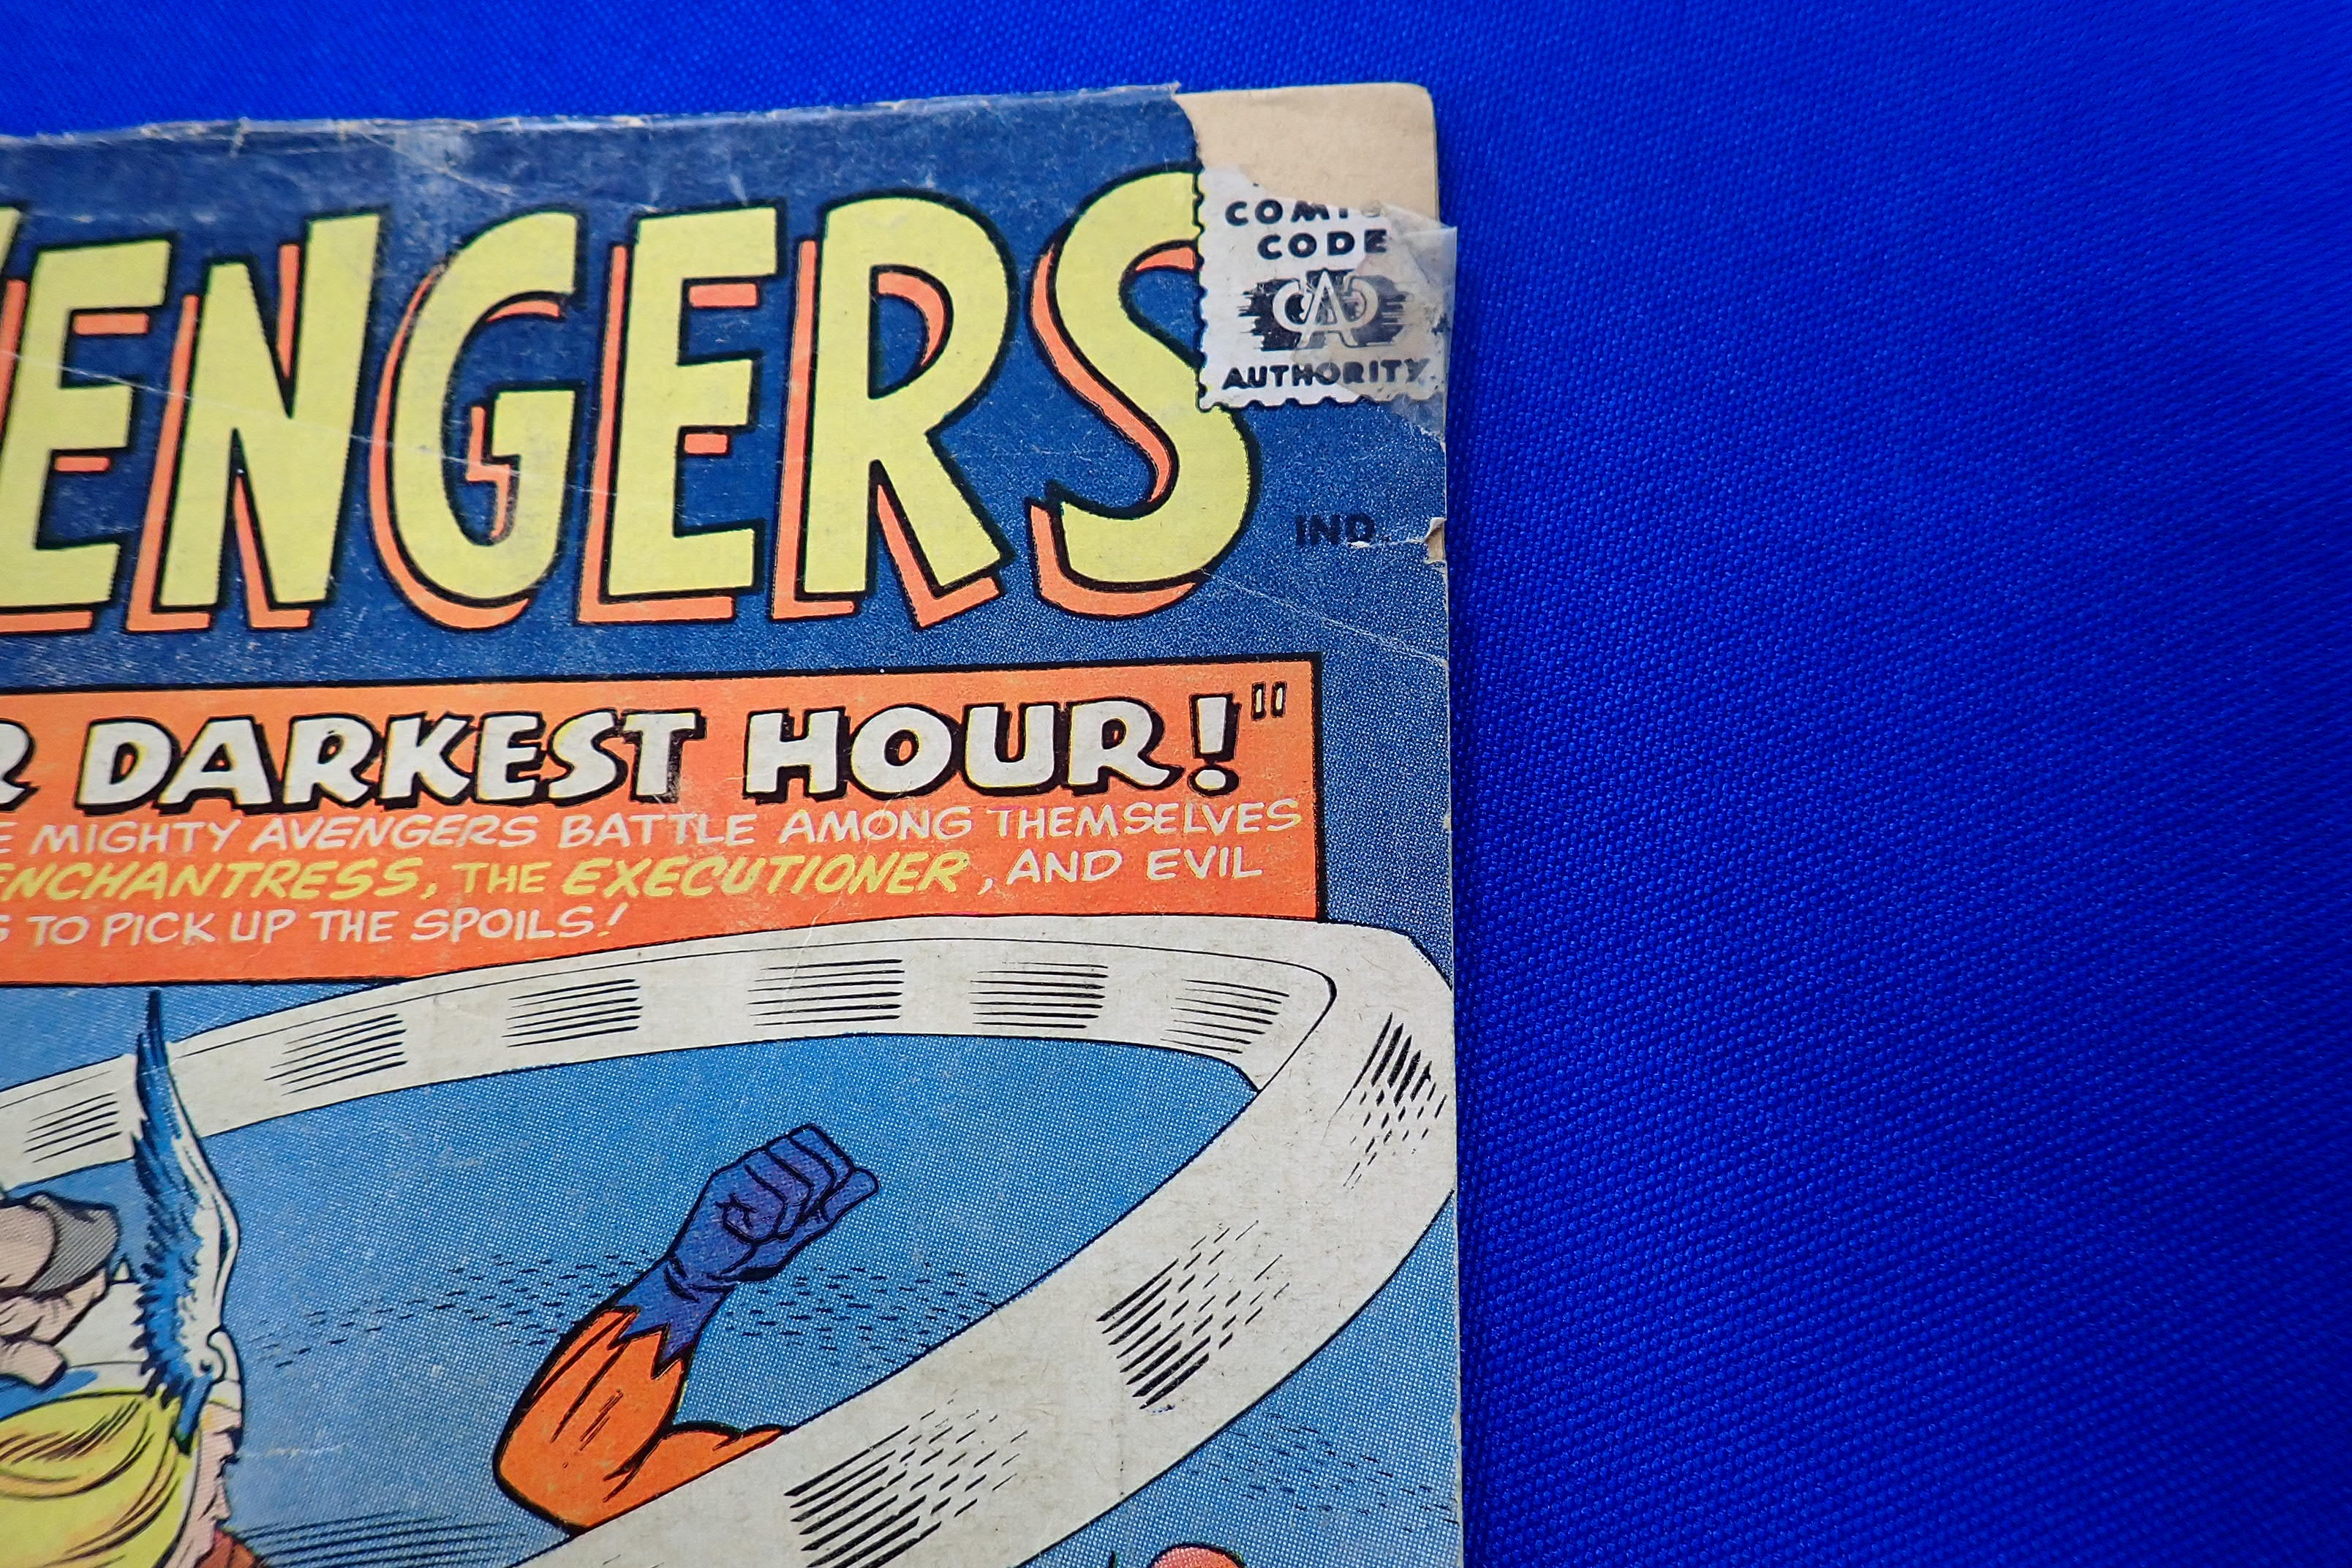 ENGERS
COMIC
CODE
CA
AUTHORITY
IND.
DARKEST HOUR!"
MIGHTY AVENGERS BATTLE AMONG THEMSELVES
ENCHANTRESS, THE EXECUTIONER, AND EVIL
TO PICK UP THE SPOILS!